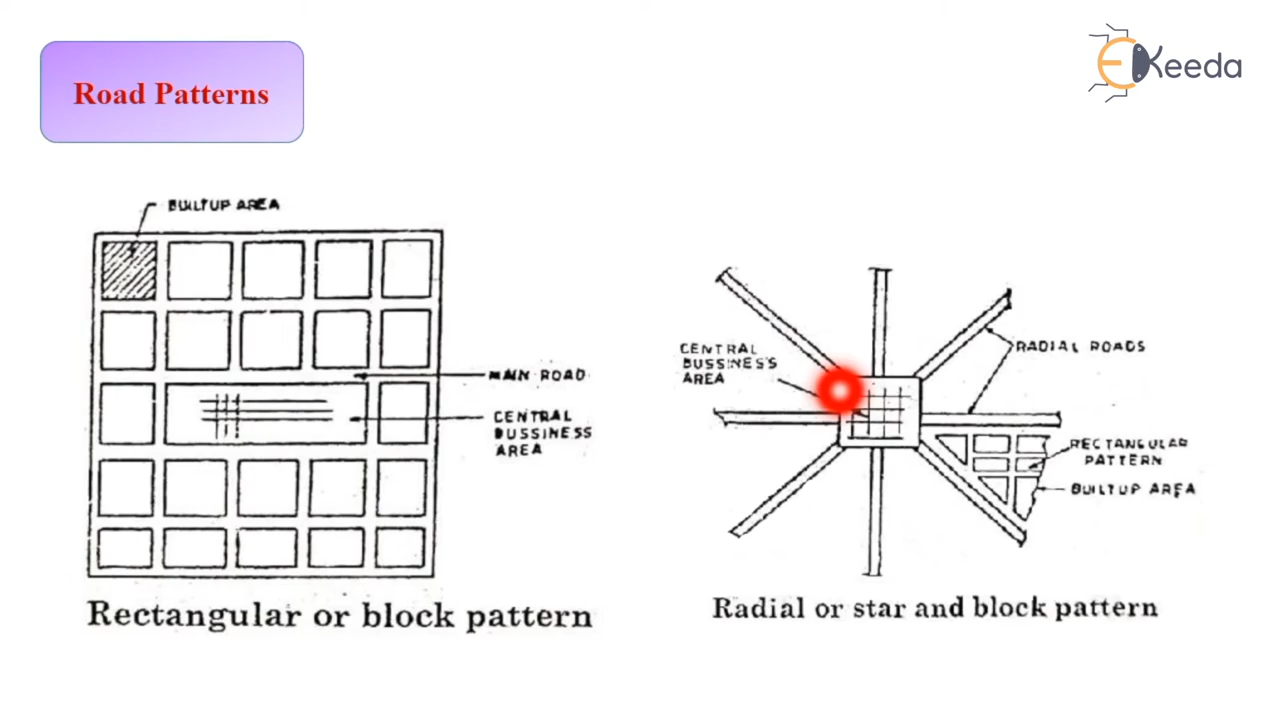 Road Patterns
EKeeda
BUILTUP AREA
MAIN ROAD
CENTRAL
BUSSINESS
AREA
Rectangular or block pattern
CENTRAL
BUSSINESS
AREA
RADIAL ROADS
RECTANGULAR
PATTERN
BUILTUP AREA
Radial or star and block pattern